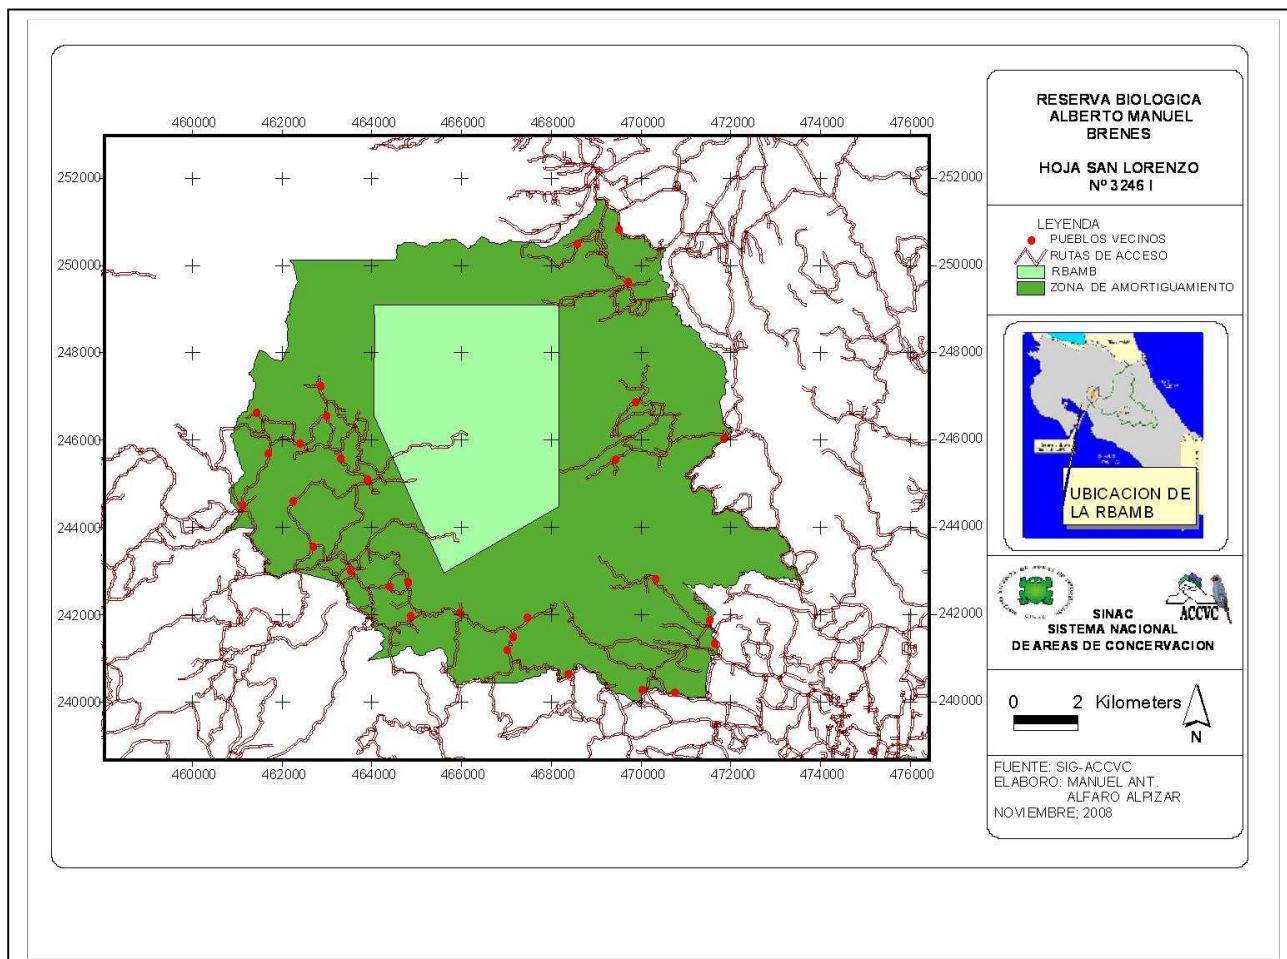 460000 462000 464000 466000 468000 470000 472000 474000 476000
252000 252000
250000 250000
248000 248000
246000 246000
244000 244000
242000 242000
240000 240000
460000 462000 464000 466000 468000 470000 472000 474000 476000
RESERVA BIOLOGICA
ALBERTO MANUEL
BRENES
HOJA SAN LORENZO
Nº 3246 I
LEYENDA
PUEBLOS VECINOS
RUTAS DE ACCESO
RBAMB
ZONA DE AMORTIGUAMIENTO
UBICACION DE
LA RBAMB
ACCVC
SINAC
SISTEMA NACIONAL
DE AREAS DE CONCERVACION
0 2 Kilometers
N
FUENTE: SIG-ACCVC
ELABORO: MANUEL ANT.
ALFARO ALPIZAR
NOVIEMBRE; 2008